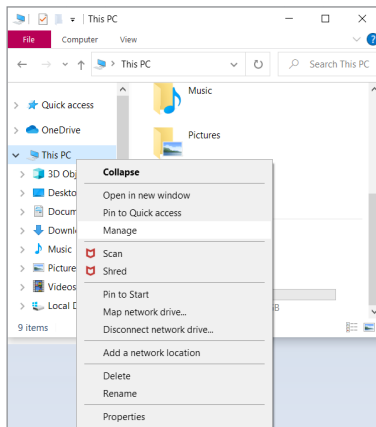 This PC
File Computer View
This PC
Search This PC
Quick access
OneDrive
This PC
3D Obj
Deskto
Docum
Downl
Music
Picture
Videos
Local D
9 items
Music
Pictures
B
Collapse
Open in new window
Pin to Quick access
Manage
Scan
Shred
Pin to Start
Map network drive...
Disconnect network drive...
Add a network location
Delete
Rename
Properties